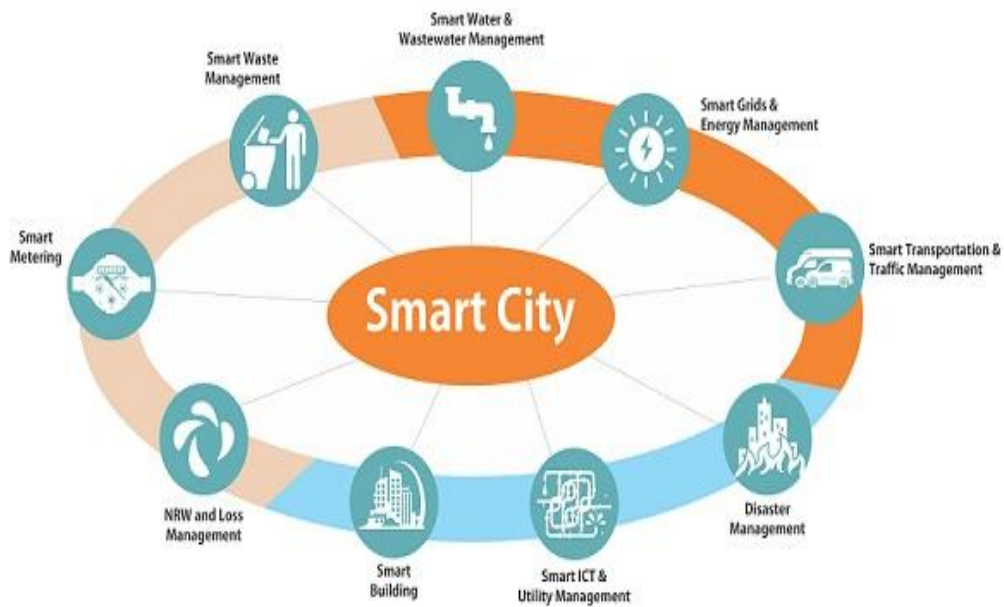 Smart Water &
Wastewater Management
Smart Waste
Management
Smart Grids &
Energy Management
Smart
Metering
Smart Transportation &
Traffic Management
Smart City
NRW and Loss
Management
Disaster
Management
Smart
Building
Smart ICT &
Utility Management